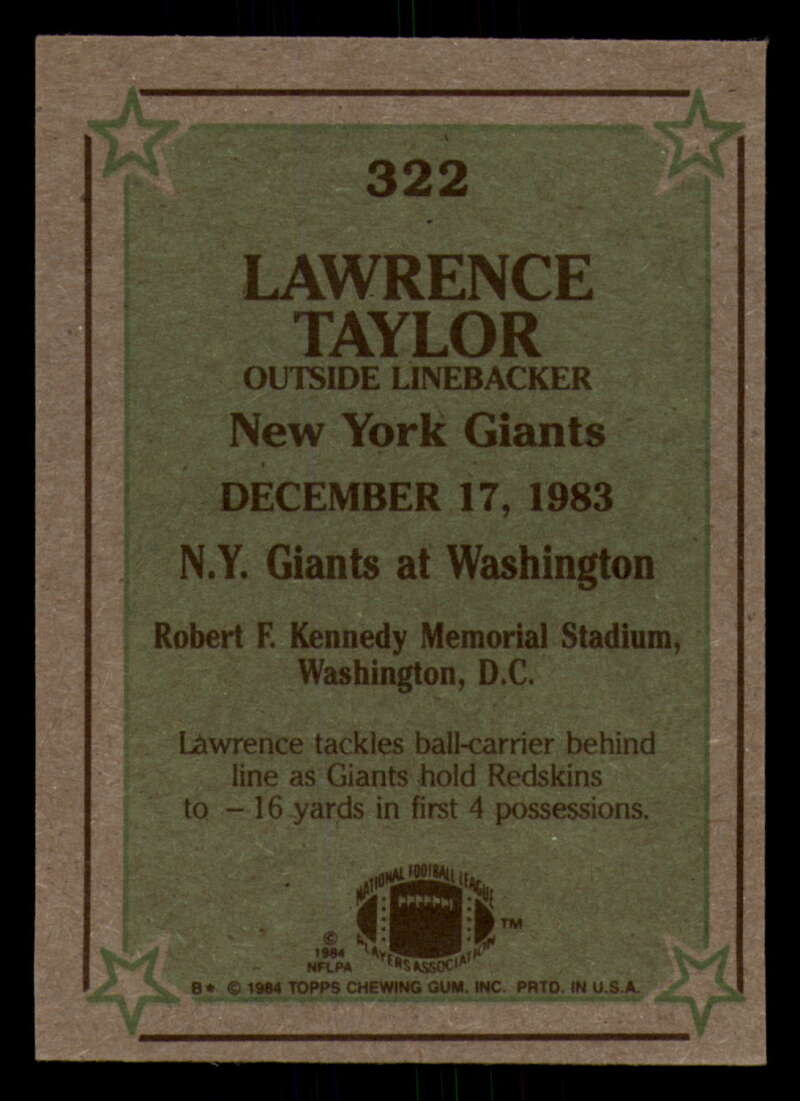 322
LAWRENCE
TAYLOR
OUTSIDE LINEBACKER
New York Giants
DECEMBER 17, 1983
N.Y. Giants at Washington
Robert F. Kennedy Memorial Stadium,
Washington, D.C.
Lawrence tackles ball-carrier behind
line as Giants hold Redskins
to – 16 yards in first 4 possessions.
NATIONAL FOOTBALL LEAGUE
PLAYERS ASSOCIATION
TM
©
1984
NFLPA
B* © 1984 TOPPS CHEWING GUM, INC. PRTD. IN U.S.A.